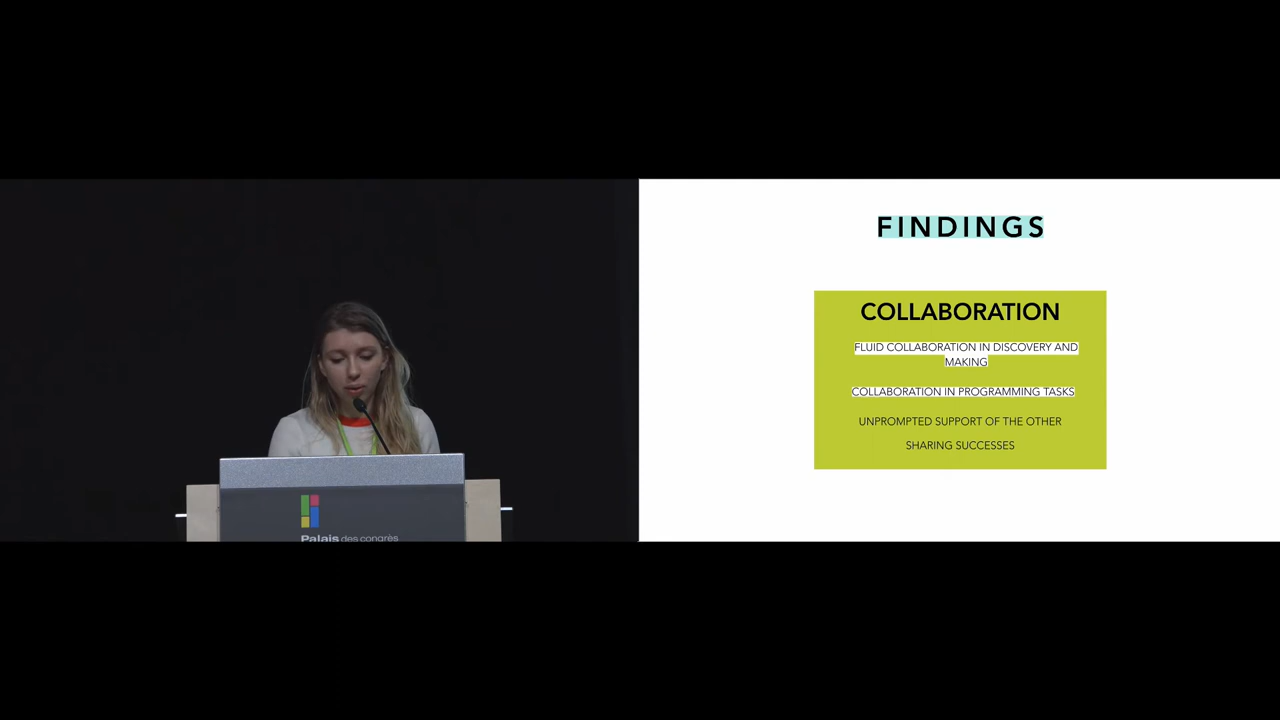 FINDINGS
COLLABORATION
FLUID COLLABORATION IN DISCOVERY AND
MAKING
COLLABORATION IN PROGRAMMING TASKS
UNPROMPTED SUPPORT OF THE OTHER
SHARING SUCCESSES
Palais des congrès